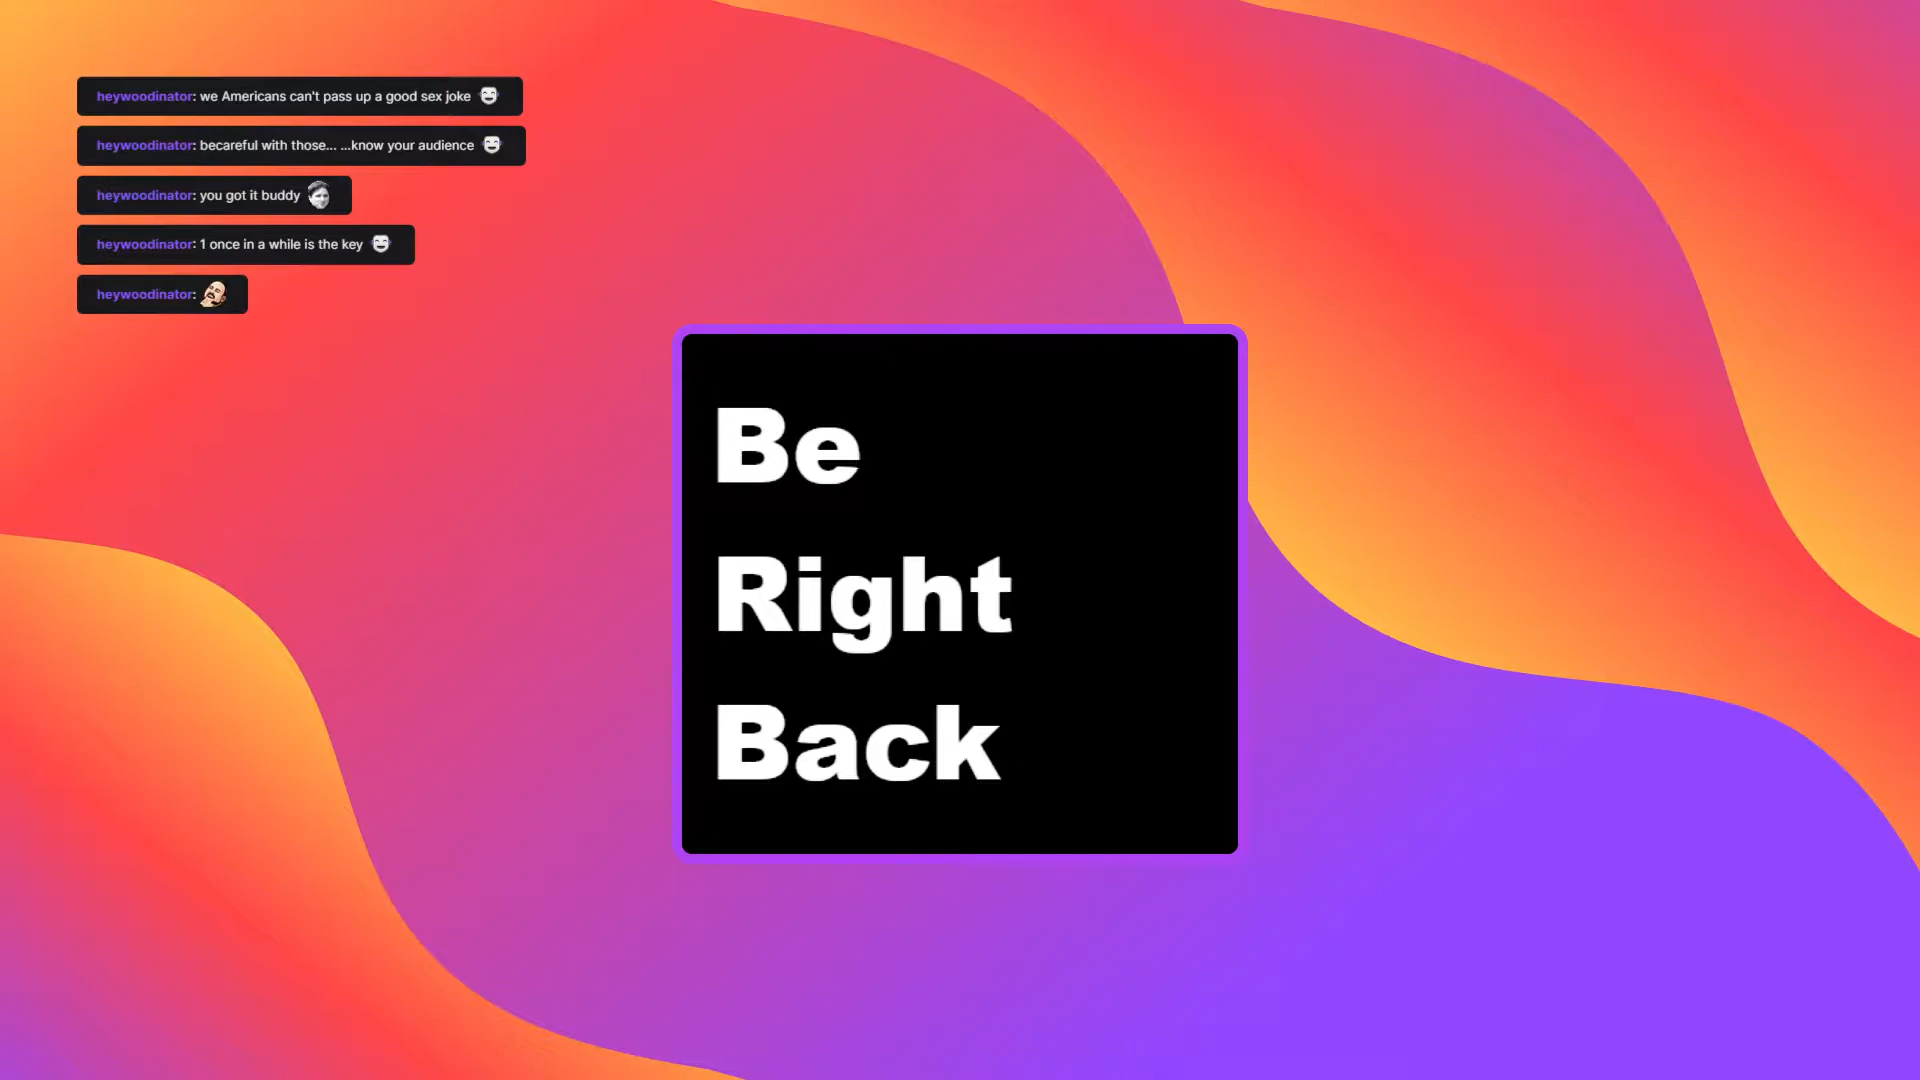 heywoodinator: we Americans can't pass up a good sex joke
heywoodinator: becareful with those... ...know your audience
heywoodinator: you got it buddy
heywoodinator: 1 once in a while is the key
heywoodinator:
Be
Right
Back